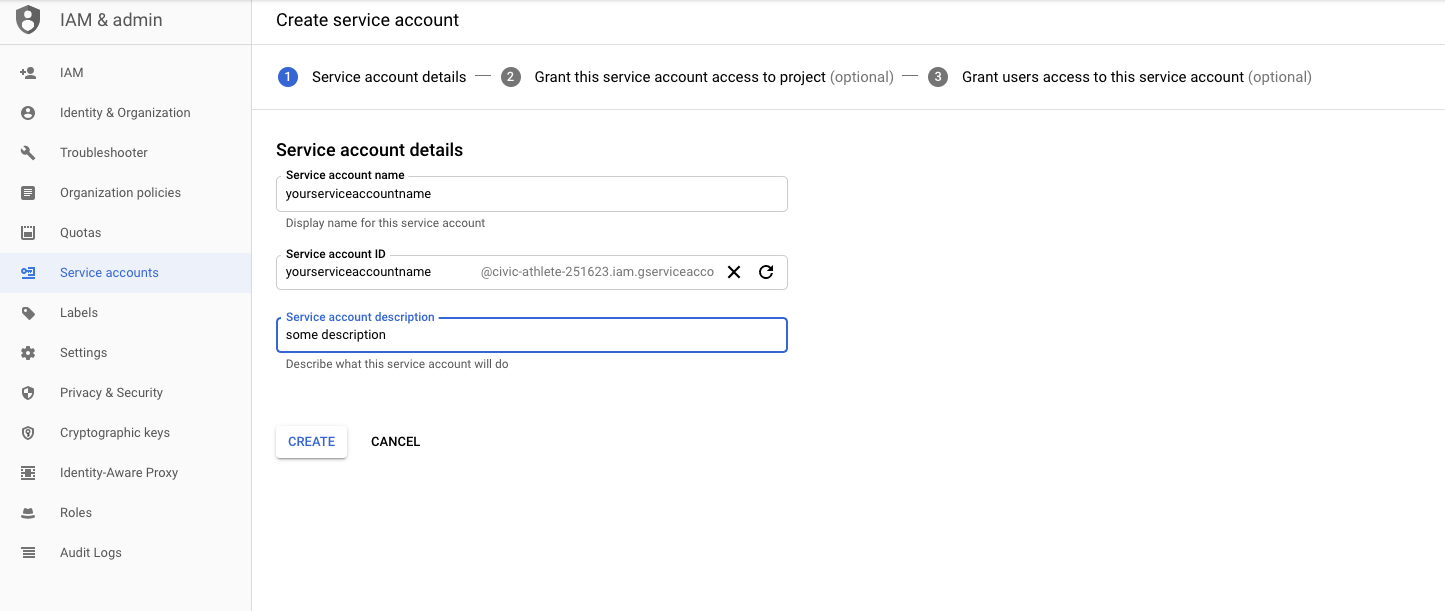 IAM & admin
IAM
Identity & Organization
Troubleshooter
Organization policies
Quotas
Service accounts
Labels
Settings
Privacy & Security
Cryptographic keys
Identity-Aware Proxy
Roles
Audit Logs
Create service account
1 Service account details — 2 Grant this service account access to project (optional) — 3 Grant users access to this service account (optional)
Service account details
Service account name
yourserviceaccountname
Display name for this service account
Service account ID
yourserviceaccountname @civic-athlete-251623.iam.gserviceacco
Service account description
some description
Describe what this service account will do
CREATE CANCEL